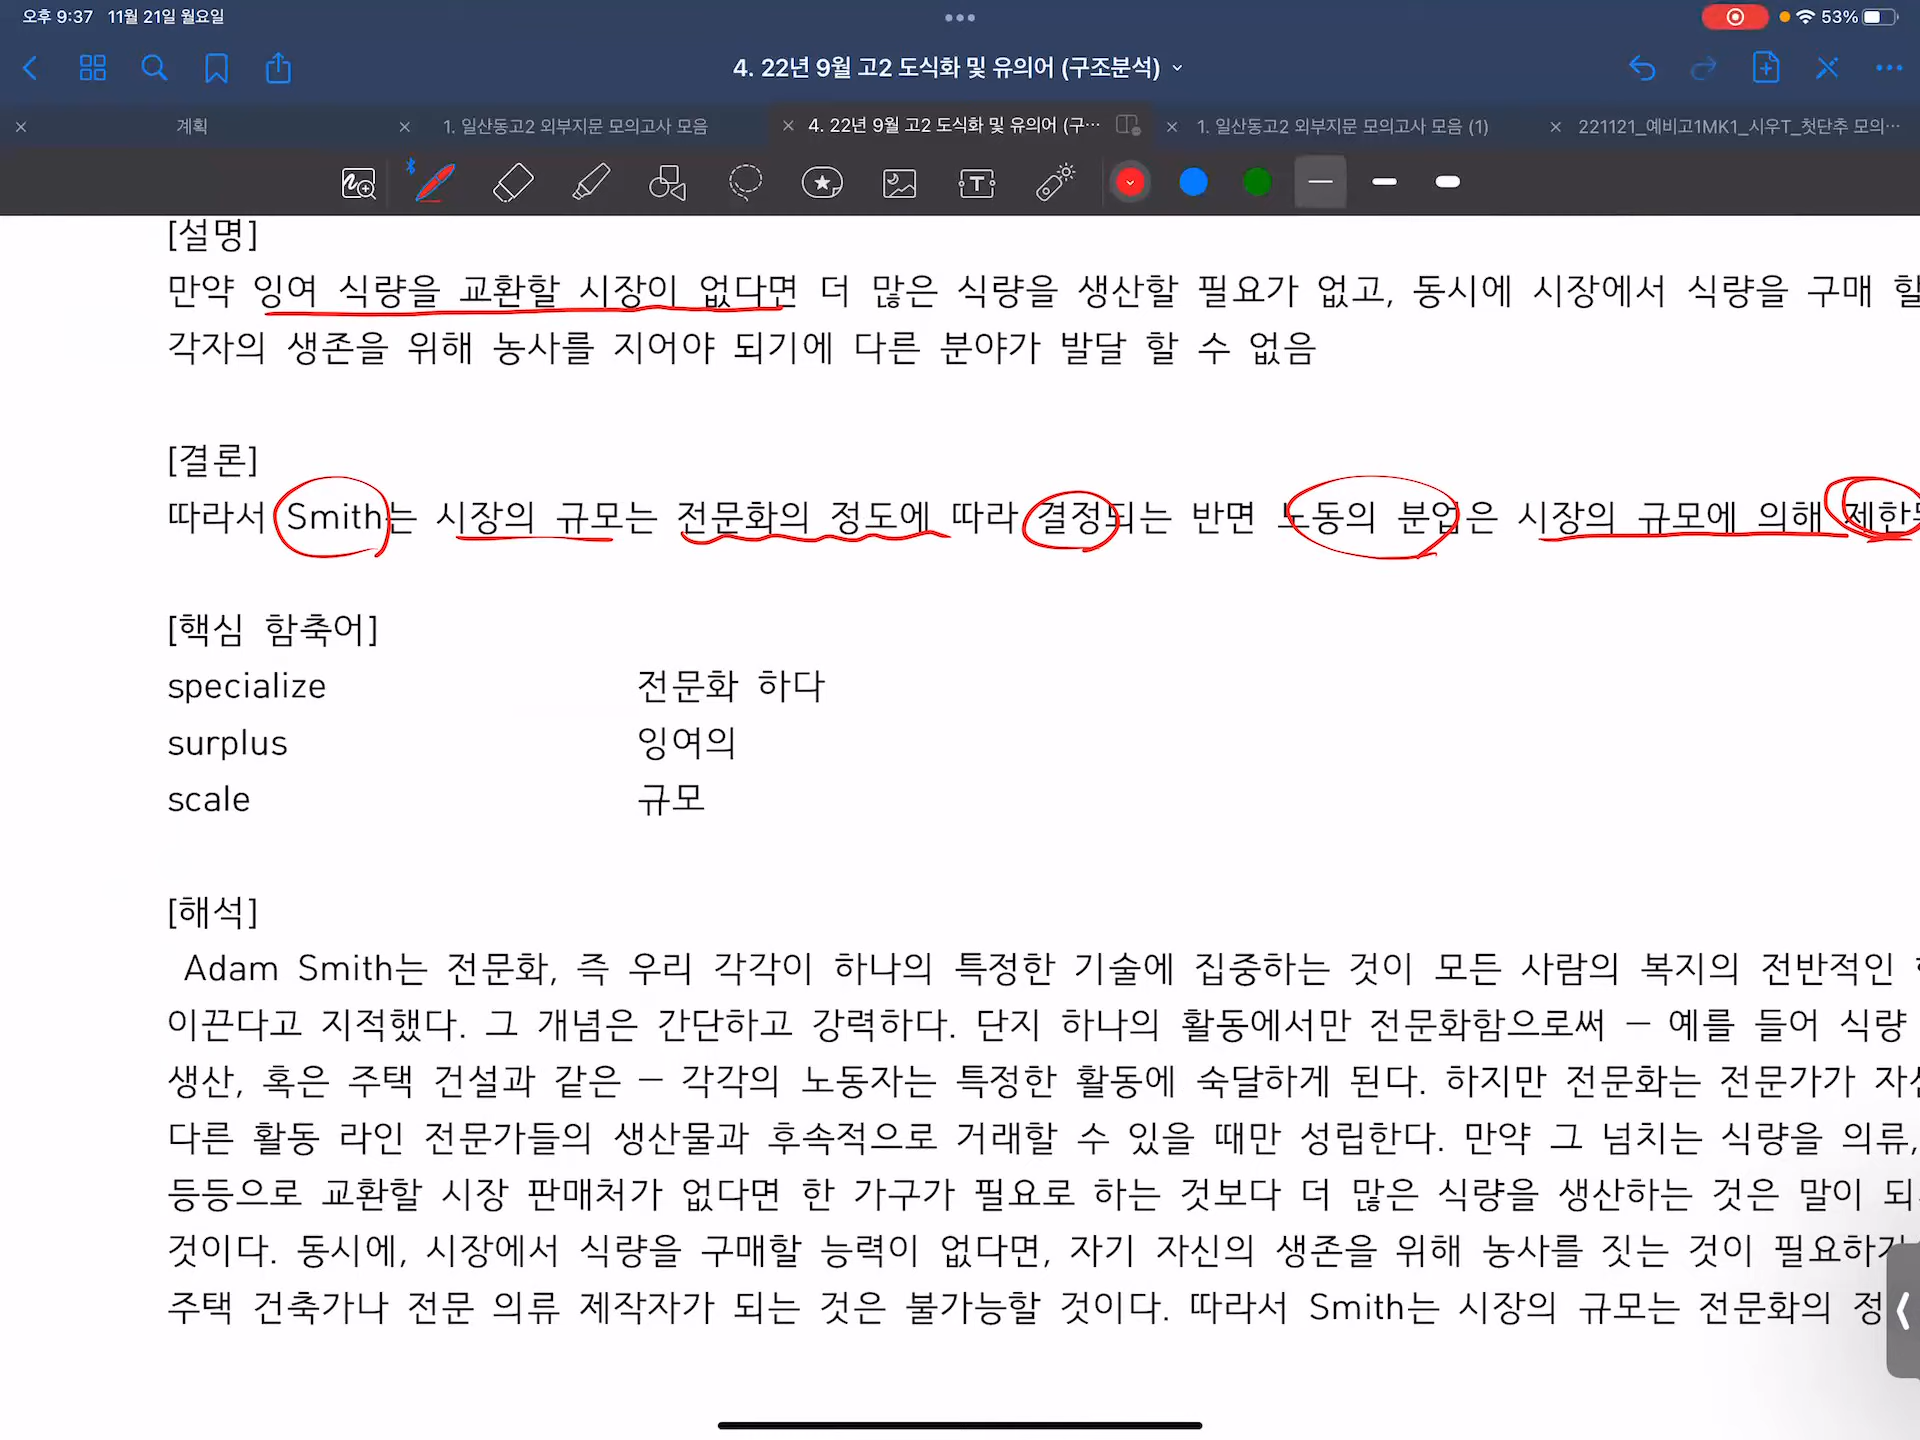 오후 9:37 11월 21일 월요일
53%
4. 22년 9월 고2 도식화 및 유의어 (구조분석)
계획
1. 일산동고2 외부지문 모의고사 모음
4. 22년 9월 고2 도식화 및 유의어 (구…
1. 일산동고2 외부지문 모의고사 모음 (1)
221121_예비고1MK1_시우T_첫단추 모의…
[설명]
만약 잉여 식량을 교환할 시장이 없다면 더 많은 식량을 생산할 필요가 없고, 동시에 시장에서 식량을 구매 할
각자의 생존을 위해 농사를 지어야 되기에 다른 분야가 발달 할 수 없음
[결론]
따라서 Smith는 시장의 규모는 전문화의 정도에 따라 결정되는 반면 노동의 분업은 시장의 규모에 의해 제한
[핵심 함축어]
specialize 전문화 하다
surplus 잉여의
scale 규모
[해석]
Adam Smith는 전문화, 즉 우리 각각이 하나의 특정한 기술에 집중하는 것이 모든 사람의 복지의 전반적인
이끈다고 지적했다. 그 개념은 간단하고 강력하다. 단지 하나의 활동에서만 전문화함으로써 – 예를 들어 식량
생산, 혹은 주택 건설과 같은 – 각각의 노동자는 특정한 활동에 숙달하게 된다. 하지만 전문화는 전문가가
다른 활동 라인 전문가들의 생산물과 후속적으로 거래할 수 있을 때만 성립한다. 만약 그 넘치는 식량을 의류,
등등으로 교환할 시장 판매처가 없다면 한 가구가 필요로 하는 것보다 더 많은 식량을 생산하는 것은 말이 되
것이다. 동시에, 시장에서 식량을 구매할 능력이 없다면, 자기 자신의 생존을 위해 농사를 짓는 것이
주택 건축가나 전문 의류 제작자가 되는 것은 불가능할 것이다. 따라서 Smith는 시장의 규모는 전문화의 정